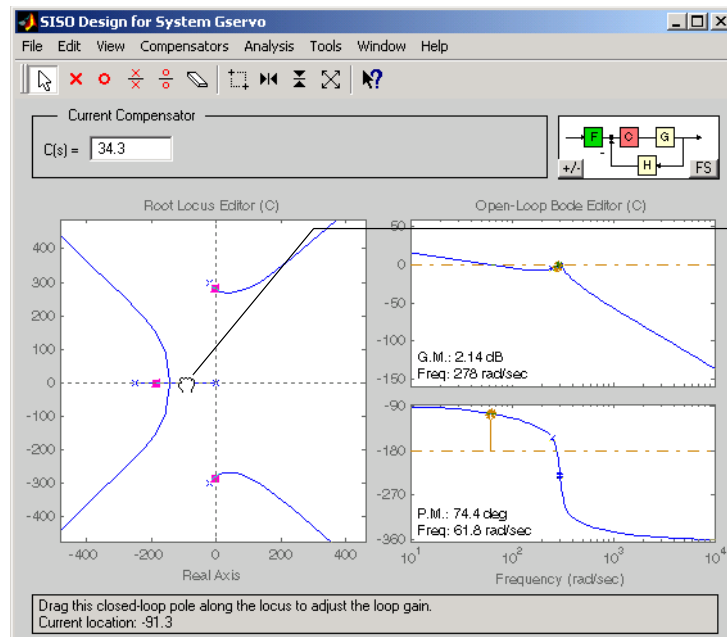 SISO Design for System Gservo
File Edit View Compensators Analysis Tools Window Help
Current Compensator
C(s) = 34.3
F C G
-
H
+/- FS
Root Locus Editor (C)
400
300
200
100
0
-100
-200
-300
-400
-400 -200 0 200 400
Real Axis
Open-Loop Bode Editor (C)
50
0
-50
-100
-150
G.M.: 2.14 dB
Freq: 278 rad/sec
-90
-180
-270
-360
P.M.: 74.4 deg
Freq: 61.8 rad/sec
10^1 10^2 10^3 10^4
Frequency (rad/sec)
Drag this closed-loop pole along the locus to adjust the loop gain.
Current location: -91.3